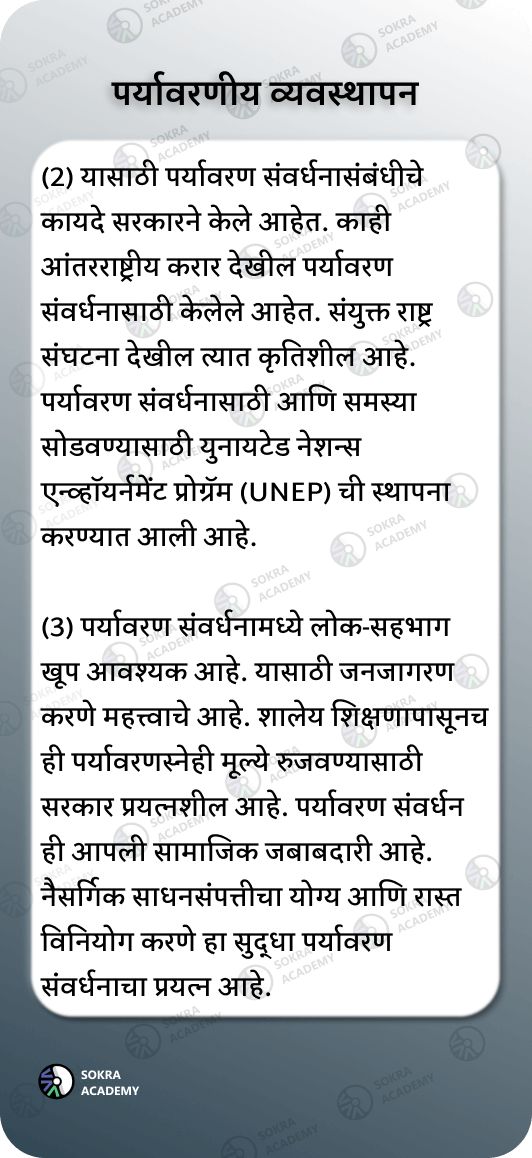 पर्यावरणीय व्यवस्थापन
(2) यासाठी पर्यावरण संवर्धनासंबंधीचे
कायदे सरकारने केले आहेत. काही
आंतरराष्ट्रीय करार देखील पर्यावरण
संवर्धनासाठी केलेले आहेत. संयुक्त राष्ट्र
संघटना देखील त्यात कृतिशील आहे.
पर्यावरण संवर्धनासाठी आणि समस्या
सोडवण्यासाठी युनायटेड नेशन्स
एन्व्हॉयर्नमेंट प्रोग्रॅम (UNEP) ची स्थापना
करण्यात आली आहे.
(3) पर्यावरण संवर्धनामध्ये लोक-सहभाग
खूप आवश्यक आहे. यासाठी जनजागरण
करणे महत्त्वाचे आहे. शालेय शिक्षणापासूनच
ही पर्यावरणस्नेही मूल्ये रुजवण्यासाठी
सरकार प्रयत्नशील आहे. पर्यावरण संवर्धन
ही आपली सामाजिक जबाबदारी आहे.
नैसर्गिक साधनसंपत्तीचा योग्य आणि रास्त
विनियोग करणे हा सुद्धा पर्यावरण
संवर्धनाचा प्रयत्न आहे.
SOKRA
ACADEMY